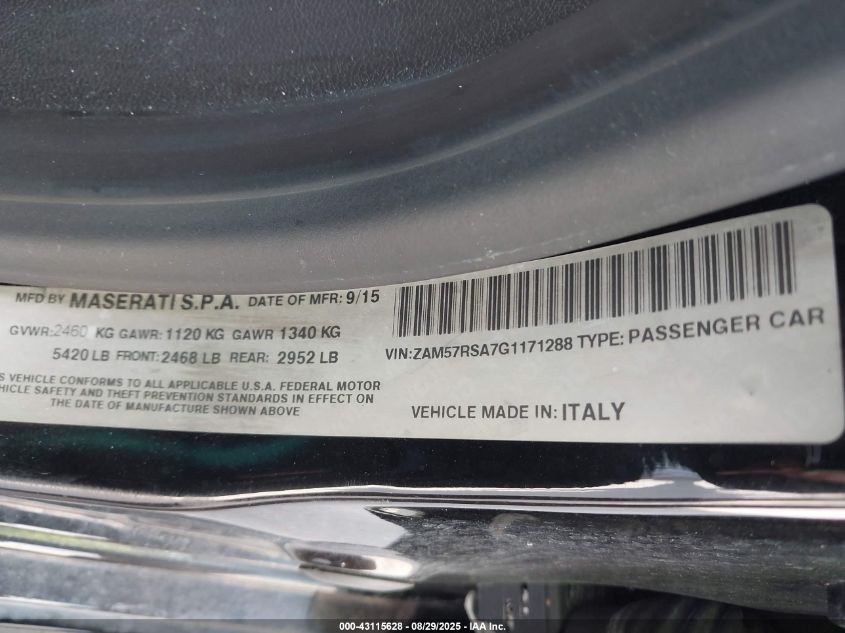 MFD BY MASERATI S.P.A. DATE OF MFR: 9/15
GVWR:2460 KG GAWR: 1120 KG GAWR 1340 KG
5420 LB FRONT: 2468 LB REAR: 2952 LB
S VEHICLE CONFORMS TO ALL APPLICABLE U.S.A. FEDERAL MOTOR
HICLE SAFETY AND THEFT PREVENTION STANDARDS IN EFFECT ON
THE DATE OF MANUFACTURE SHOWN ABOVE
VIN:ZAM57RSA7G1171288 TYPE: PASSENGER CAR
VEHICLE MADE IN: ITALY
000-43115628 - 08/29/2025 - IAA Inc.